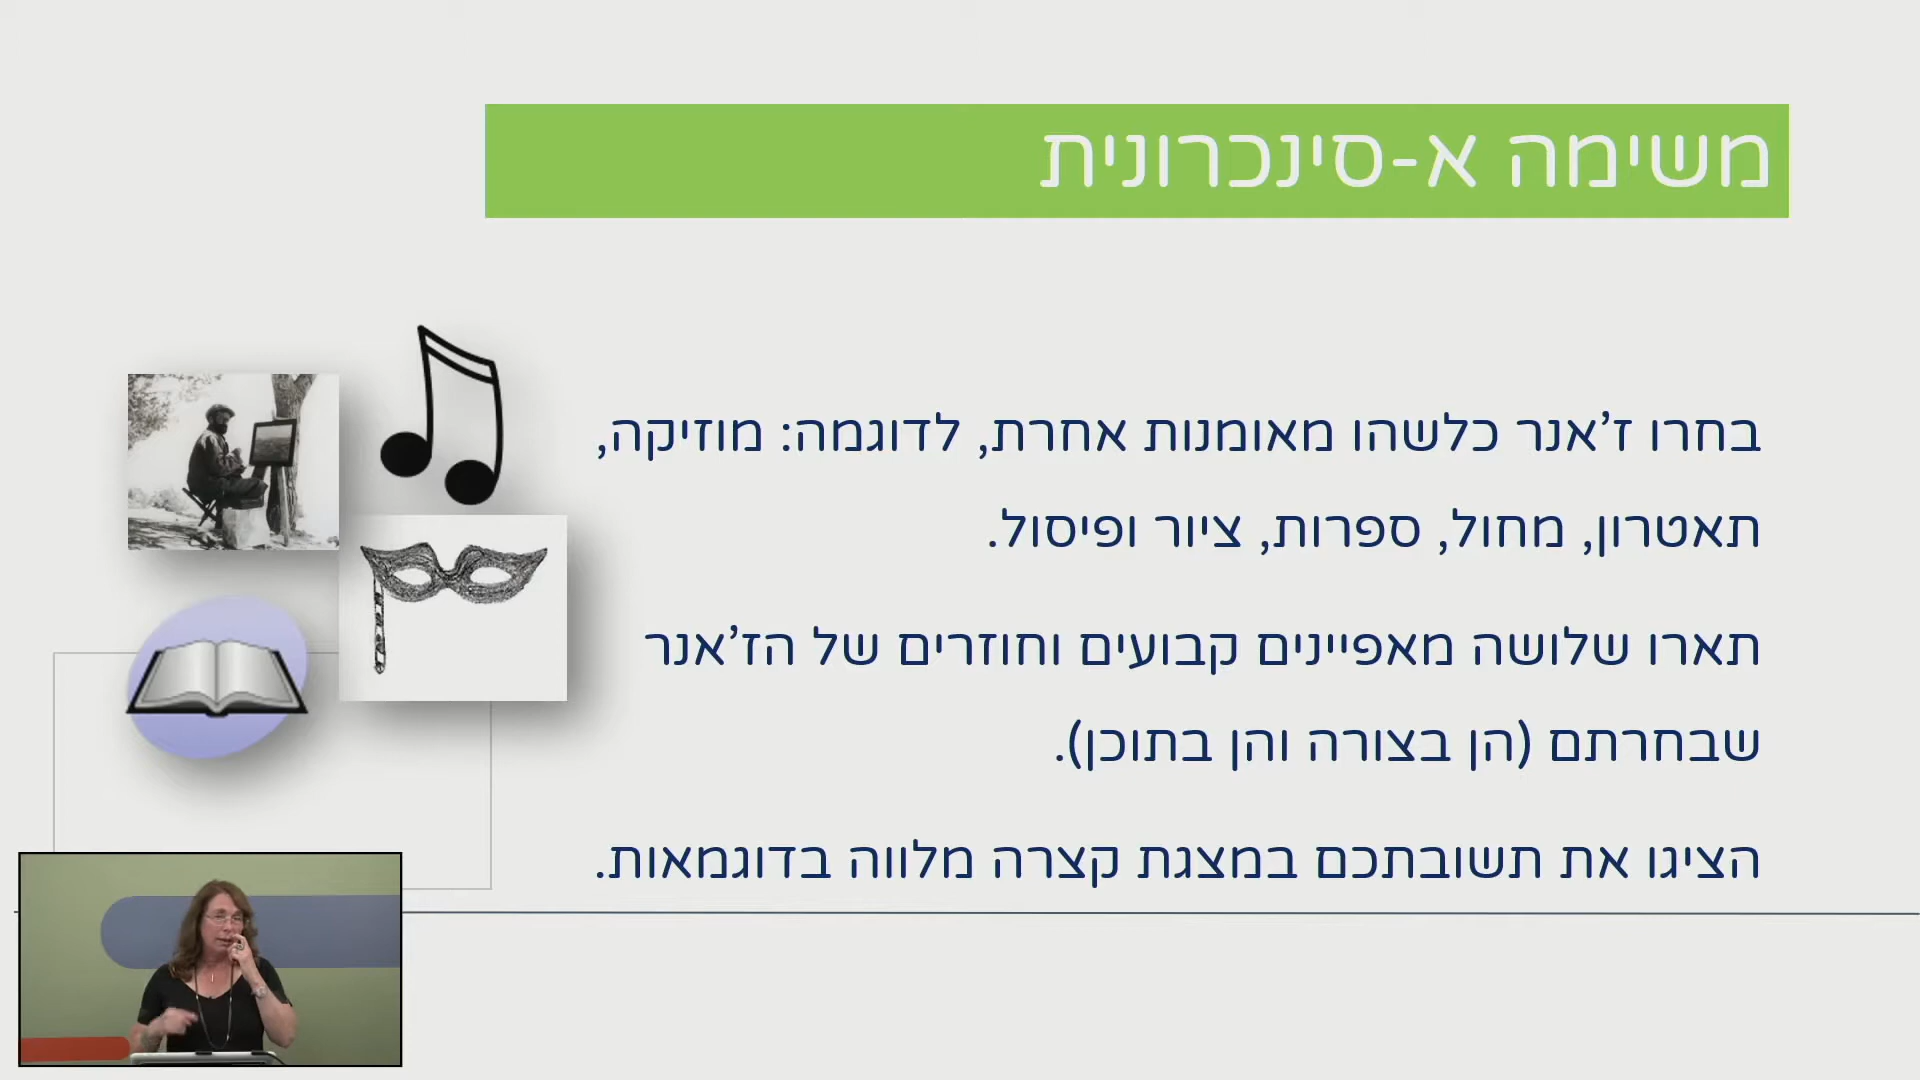 משימה א-סינכרונית
בחרו ז'אנר כלשהו מאומנות אחרת, לדוגמה: מוזיקה,
תאטרון, מחול, ספרות, ציור ופיסול.
תארו שלושה מאפיינים קבועים וחוזרים של הז'אנר
שבחרתם (הן בצורה והן בתוכן).
הציגו את תשובתכם במצגת קצרה מלווה בדוגמאות.